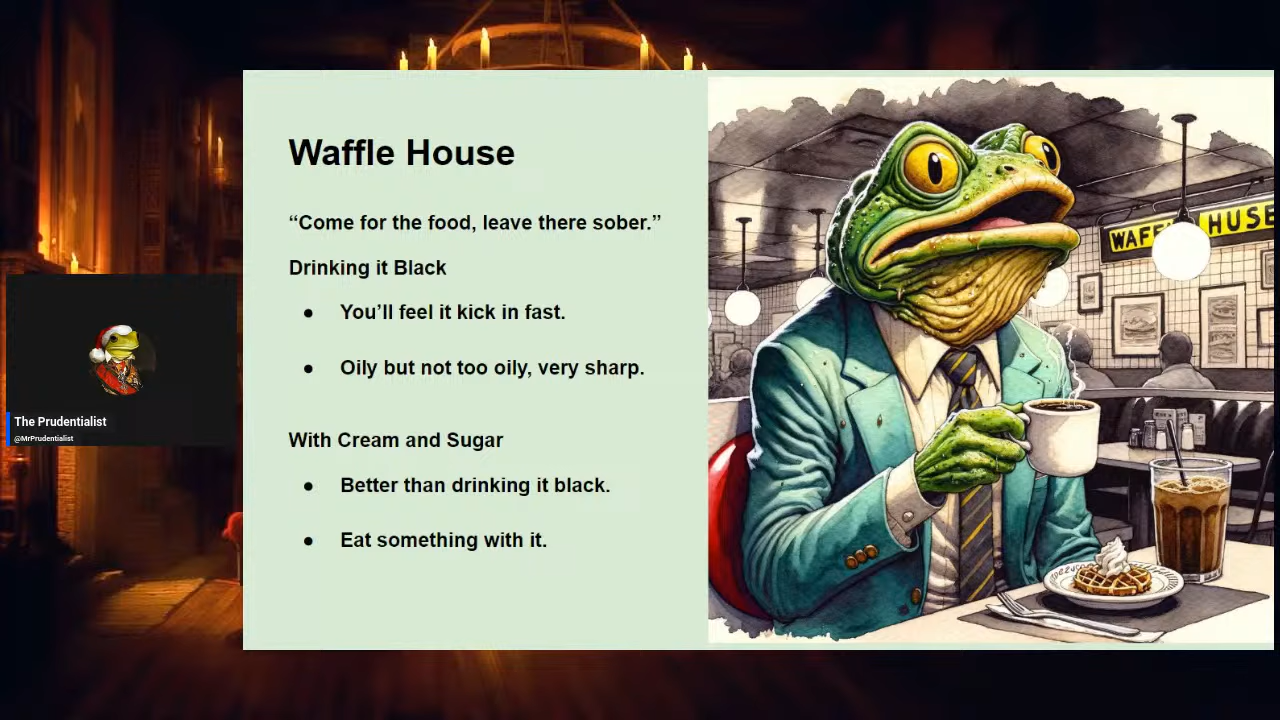 Waffle House
“Come for the food, leave there sober.”
Drinking it Black
● You’ll feel it kick in fast.
● Oily but not too oily, very sharp.
With Cream and Sugar
● Better than drinking it black.
● Eat something with it.
WAFF HUSE
The Prudentialist
@MrPrudentialist